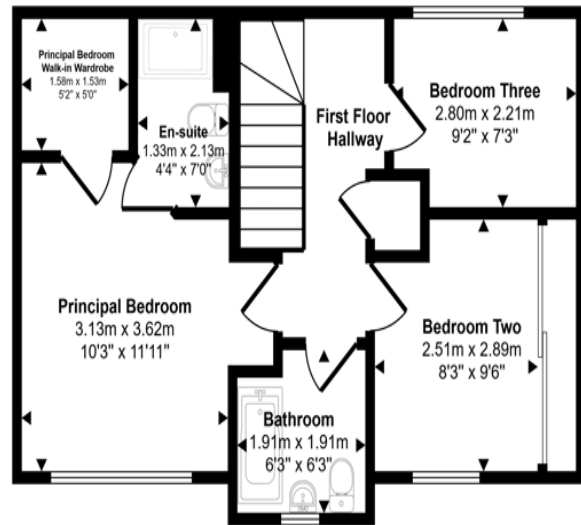 Principal Bedroom
Walk-in Wardrobe
1.58m x 1.53m
5'2" x 5'0"
En-suite
1.33m x 2.13m
4'4" x 7'0"
First Floor
Hallway
Bedroom Three
2.80m x 2.21m
9'2" x 7'3"
Principal Bedroom
3.13m x 3.62m
10'3" x 11'11"
Bedroom Two
2.51m x 2.89m
8'3" x 9'6"
Bathroom
1.91m x 1.91m
6'3" x 6'3"